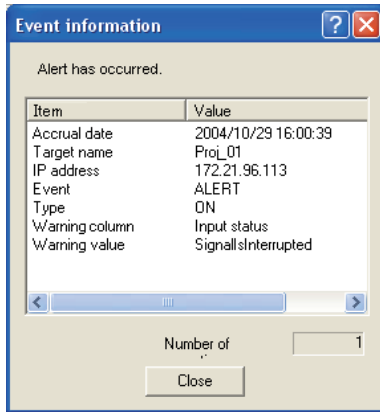 Event information
Alert has occurred.
Item Value
Accrual date 2004/10/29 16:00:39
Target name Proj_01
IP address 172.21.96.113
Event ALERT
Type ON
Warning column Input status
Warning value SignalIsInterrupted
Number of 1
Close